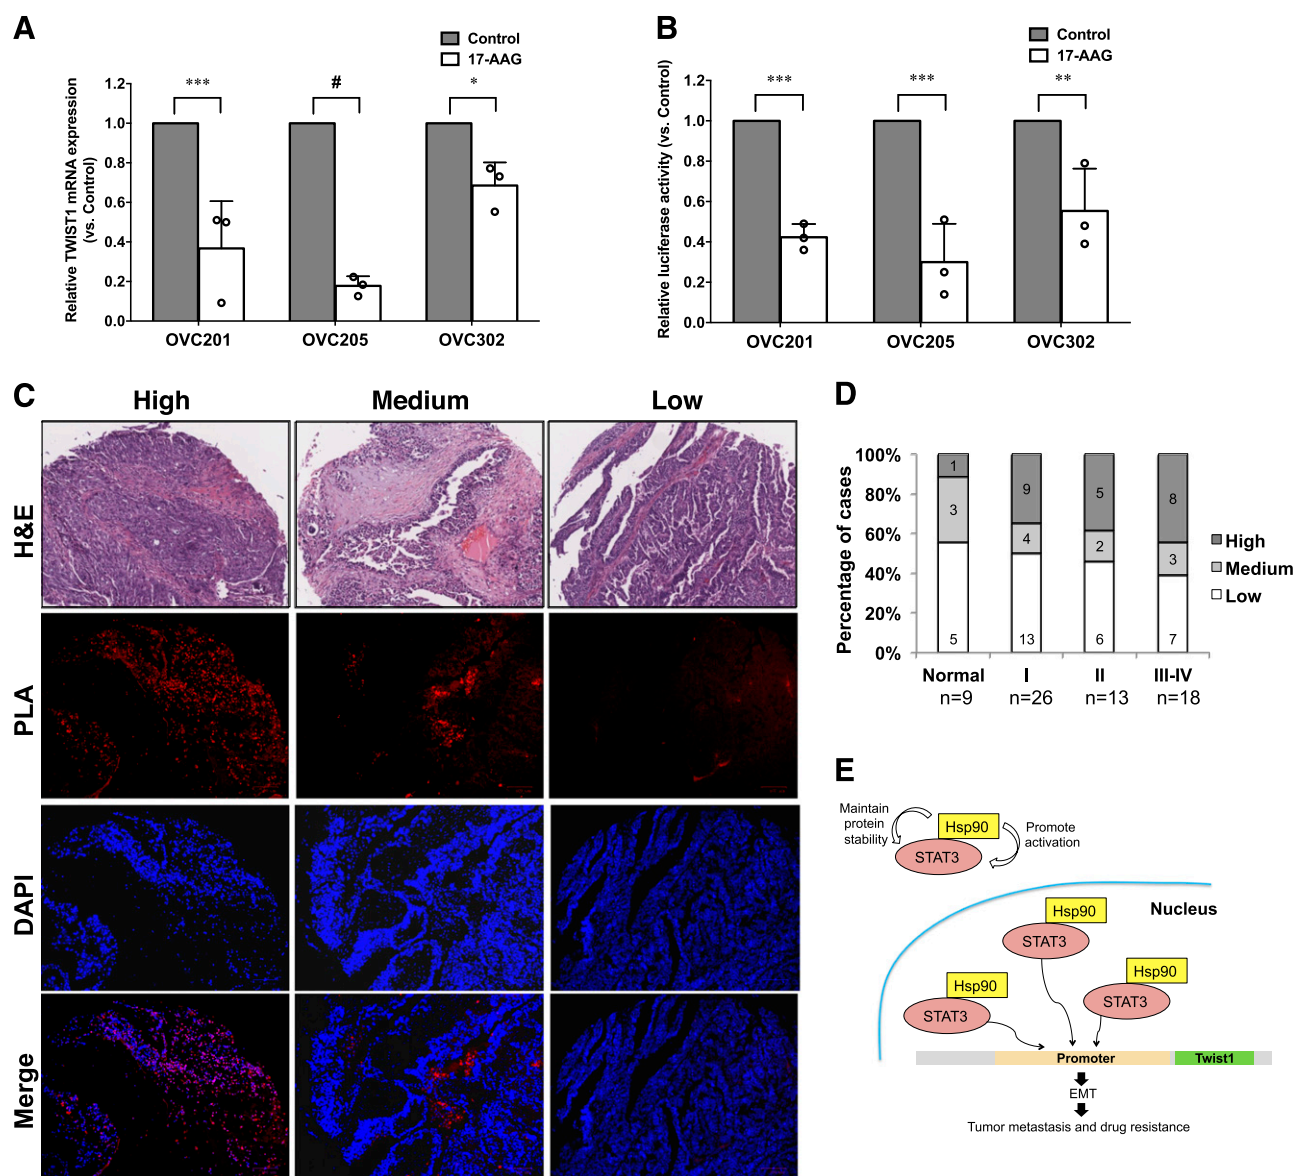 A
Control
17-AAG
Relative TWIST1 mRNA expression
(vs. Control)
1.2
1.0
0.8
0.6
0.4
0.2
0.0
***
#
*
OVC201
OVC205
OVC302
B
Control
17-AAG
Relative luciferase activity (vs. Control)
1.2
1.0
0.8
0.6
0.4
0.2
0.0
***
***
**
OVC201
OVC205
OVC302
C
High
Medium
Low
H&E
PLA
DAPI
Merge
D
Percentage of cases
100%
80%
60%
40%
20%
0%
1
3
5
9
4
13
5
2
6
8
3
7
High
Medium
Low
Normal
I
II
III-IV
n=9
n=26
n=13
n=18
E
Maintain
protein
stability
Hsp90
STAT3
Promote
activation
Nucleus
Hsp90
STAT3
Hsp90
STAT3
Hsp90
STAT3
Promoter
Twist1
EMT
Tumor metastasis and drug resistance